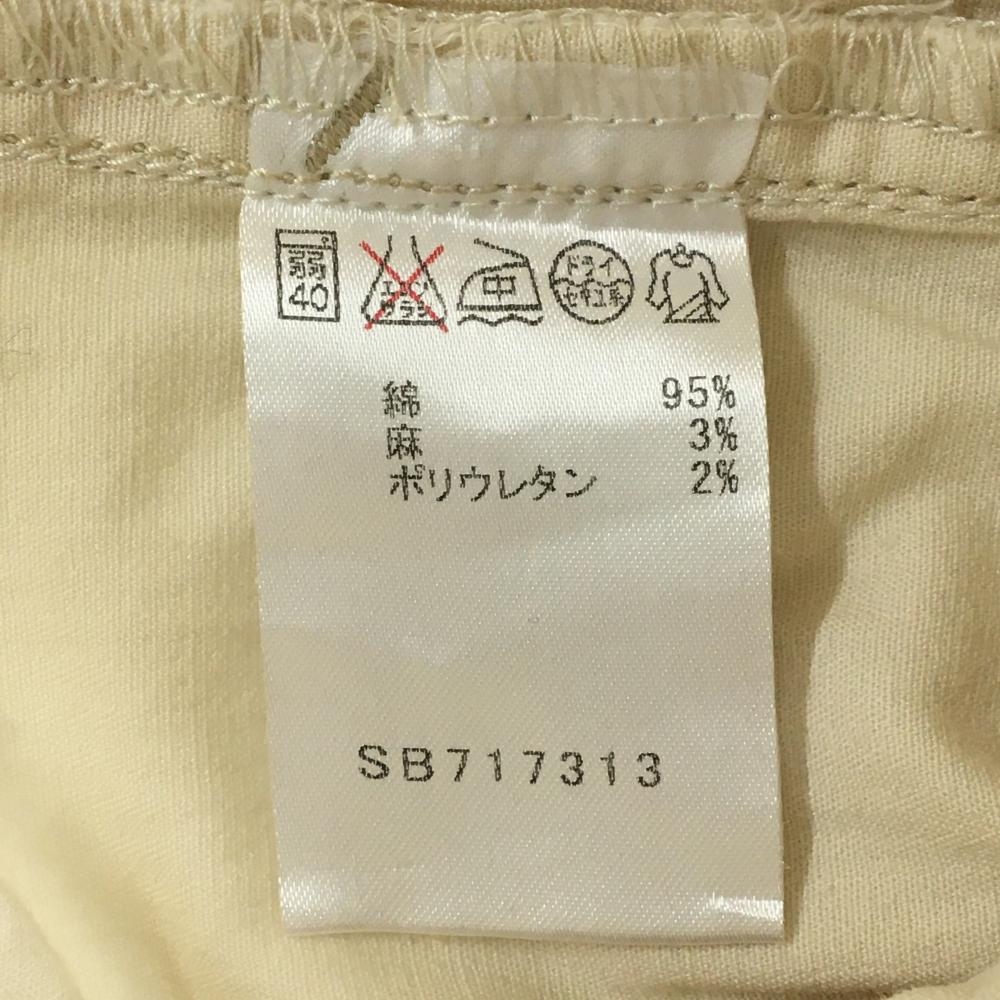 弱 40
エンソ サラシ
中
ドライ セキユ系
綿 95%
麻 3%
ポリウレタン 2%
SB717313